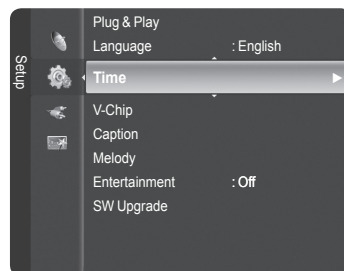 Setup
Plug & Play
Language : English
Time
V-Chip
Caption
Melody
Entertainment : Off
SW Upgrade